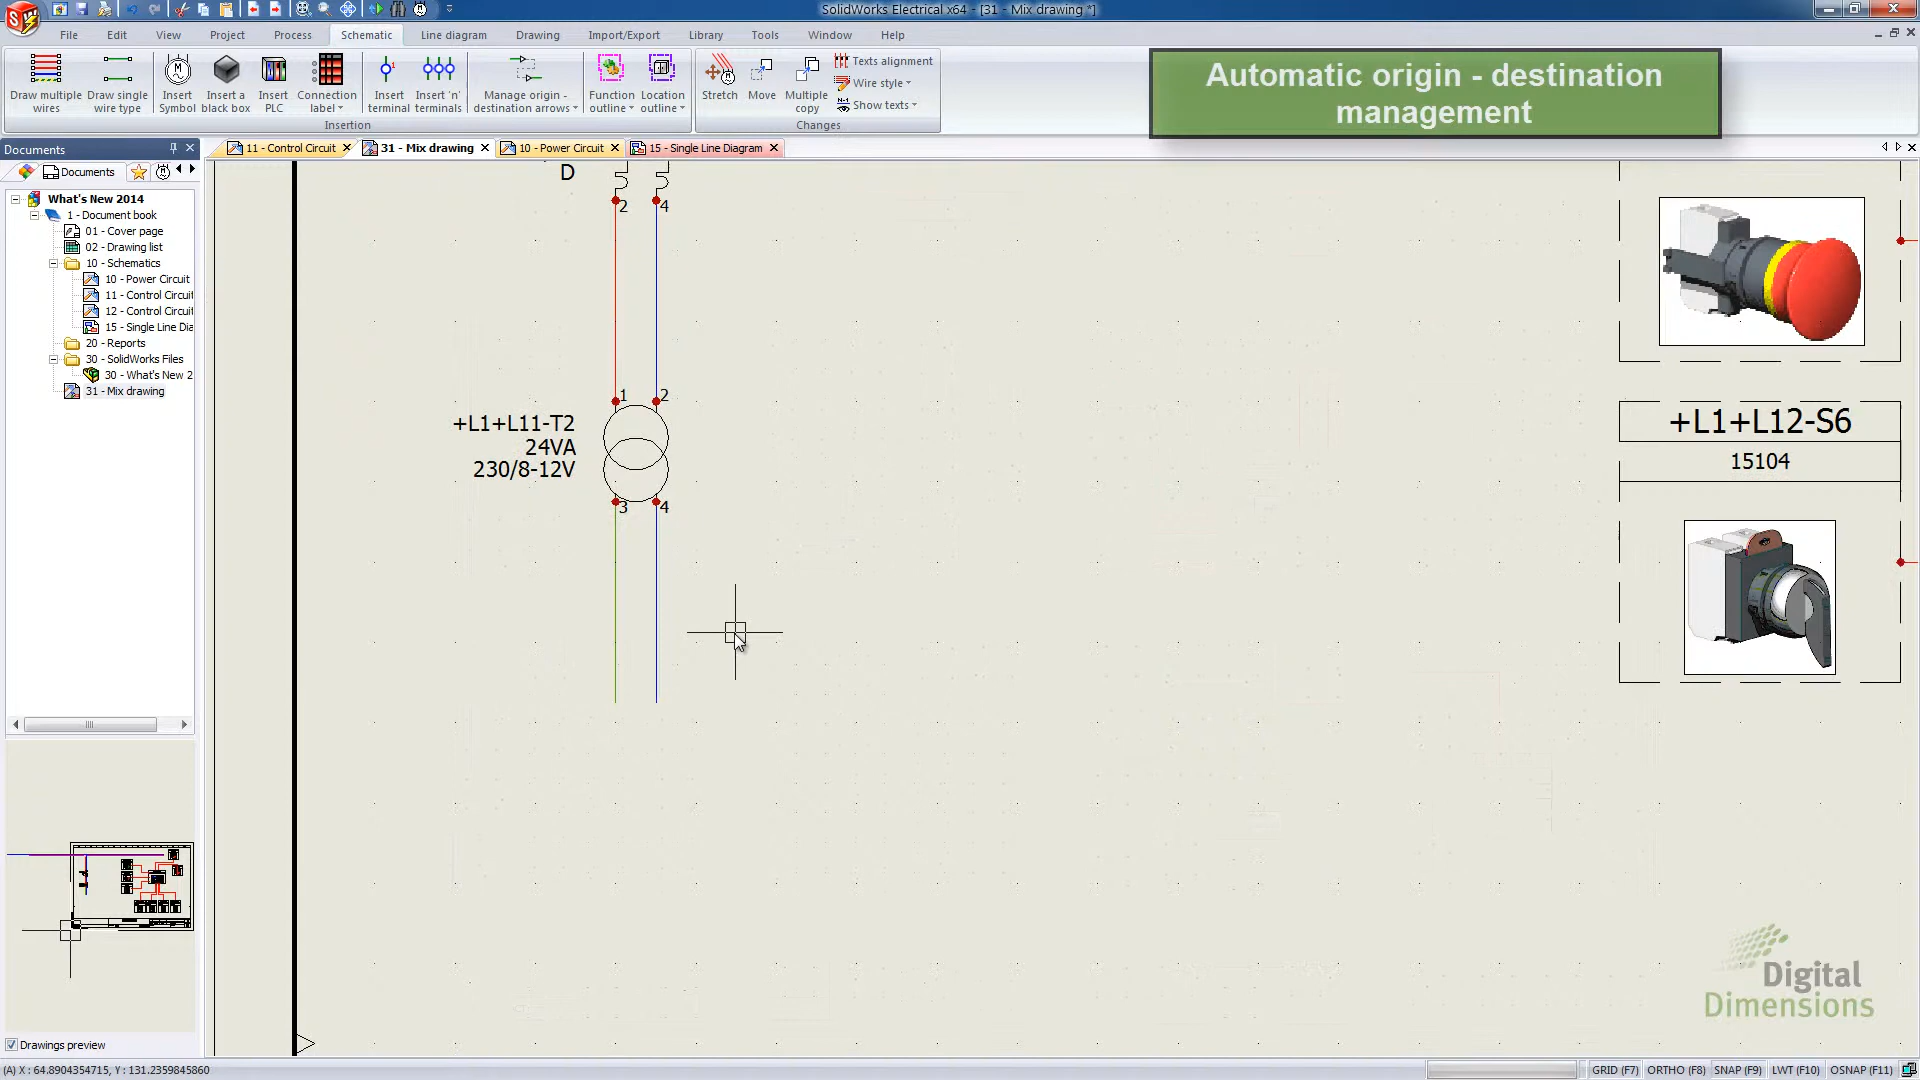 SolidWorks Electrical x64 - [31 - Mix drawing *]
File Edit View Project Process Schematic Line diagram Drawing Import/Export Library Tools Window Help
Draw multiple wires
Draw single wire type
Insert Symbol
Insert a black box
Insert PLC
Connection label
Insert terminal
Insert 'n' terminals
Manage origin - destination arrows
Function outline
Location outline
Insertion
Stretch
Move
Multiple copy
Texts alignment
Wire style
Show texts
Changes
Automatic origin - destination
management
Documents
11 - Control Circuit
31 - Mix drawing
10 - Power Circuit
15 - Single Line Diagram
Documents
What's New 2014
1 - Document book
01 - Cover page
02 - Drawing list
10 - Schematics
10 - Power Circuit
11 - Control Circuit
12 - Control Circuit
15 - Single Line Dia
20 - Reports
30 - SolidWorks Files
30 - What's New 2
31 - Mix drawing
D
2 4
1 2
+L1+L11-T2
24VA
230/8-12V
3 4
+L1+L12-S6
15104
Digital
Dimensions
Drawings preview
(A) X : 64.8904354715, Y : 131.2359845860
GRID (F7) ORTHO (F8) SNAP (F9) LWT (F10) OSNAP (F11)